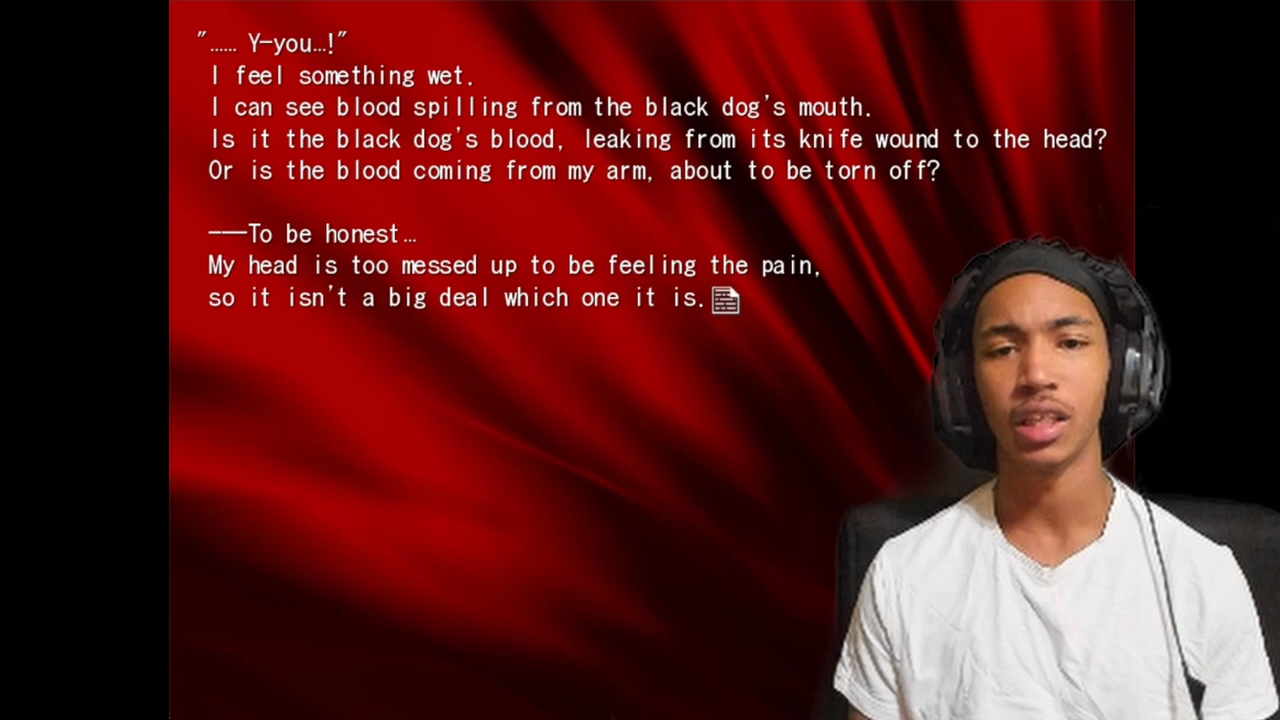 "…… Y-you…!"
I feel something wet.
I can see blood spilling from the black dog's mouth.
Is it the black dog's blood, leaking from its knife wound to the head?
Or is the blood coming from my arm, about to be torn off?
――To be honest…
My head is too messed up to be feeling the pain,
so it isn't a big deal which one it is.